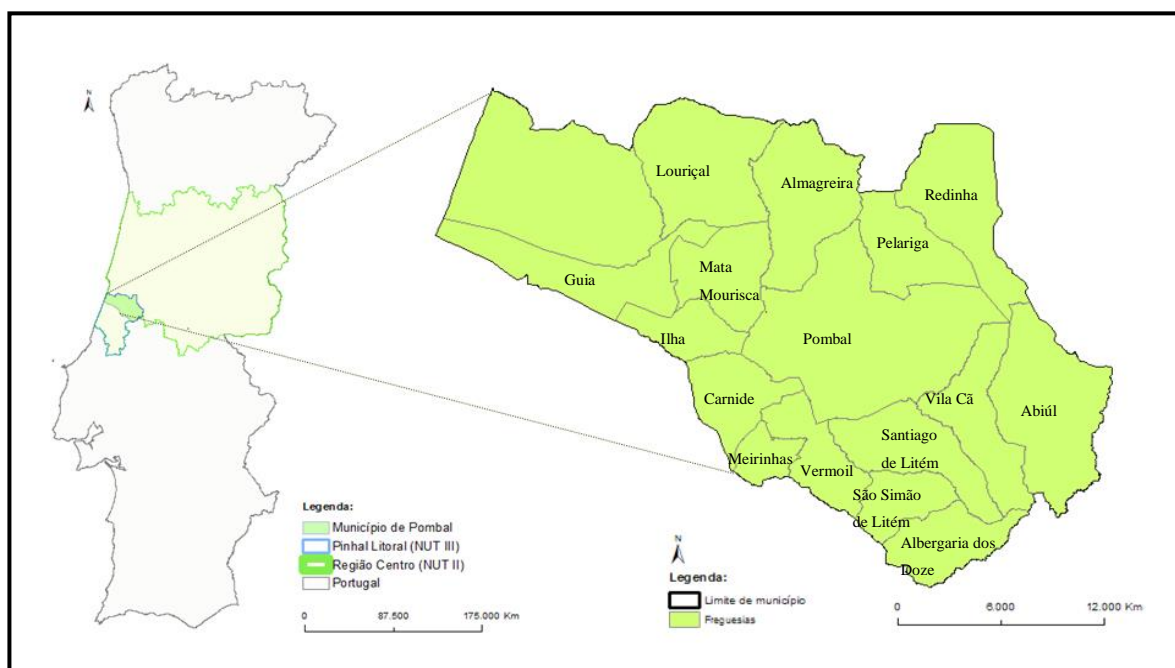 N
Legenda:
Município de Pombal
Pinhal Litoral (NUT III)
Região Centro (NUT II)
Portugal
0 87.500 175.000 Km
Louriçal
Almagreira
Redinha
Pelariga
Guia
Mata
Mourisca
Ilha
Pombal
Carnide
Vila Cã
Abiúl
Santiago
de Litém
Meirinhas
Vermoil
São Simão
de Litém
Albergaria dos
Doze
N
Legenda:
Limite de município
Freguesias
0 6.000 12.000 Km